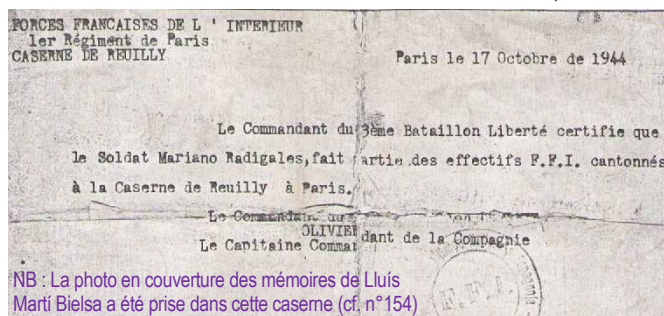 FORCES FRANCAISES DE L ' INTERIEUR
1er Régiment de Paris
CASERNE DE REUILLY
Paris le 17 Octobre de 1944
Le Commandant du 3ème Bataillon Liberté certifie que
le Soldat Mariano Radigales,fait artie des effectifs F.F.I. cantonnés
à la Caserne de Reuilly à Paris.
Le Commandant du
OLIVIER
Le Capitaine Commandant de la Compagnie
F.F.I.
NB : La photo en couverture des mémoires de Lluís
Martí Bielsa a été prise dans cette caserne (cf. n°154)